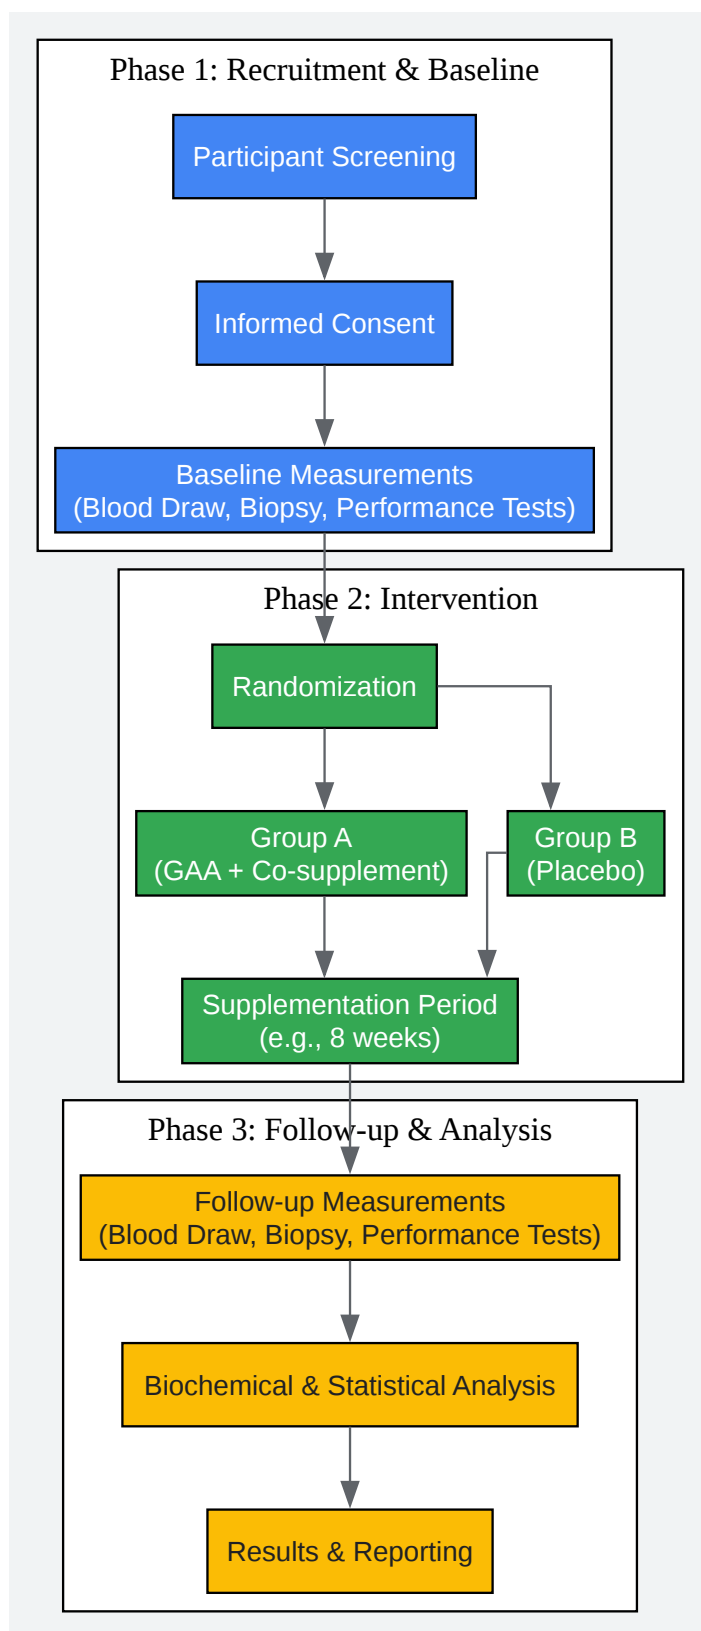 Phase 1: Recruitment & Baseline
Participant Screening
Informed Consent
Baseline Measurements
(Blood Draw, Biopsy, Performance Tests)
Phase 2: Intervention
Randomization
Group A
(GAA + Co-supplement)
Group B
(Placebo)
Supplementation Period
(e.g., 8 weeks)
Phase 3: Follow-up & Analysis
Follow-up Measurements
(Blood Draw, Biopsy, Performance Tests)
Biochemical & Statistical Analysis
Results & Reporting